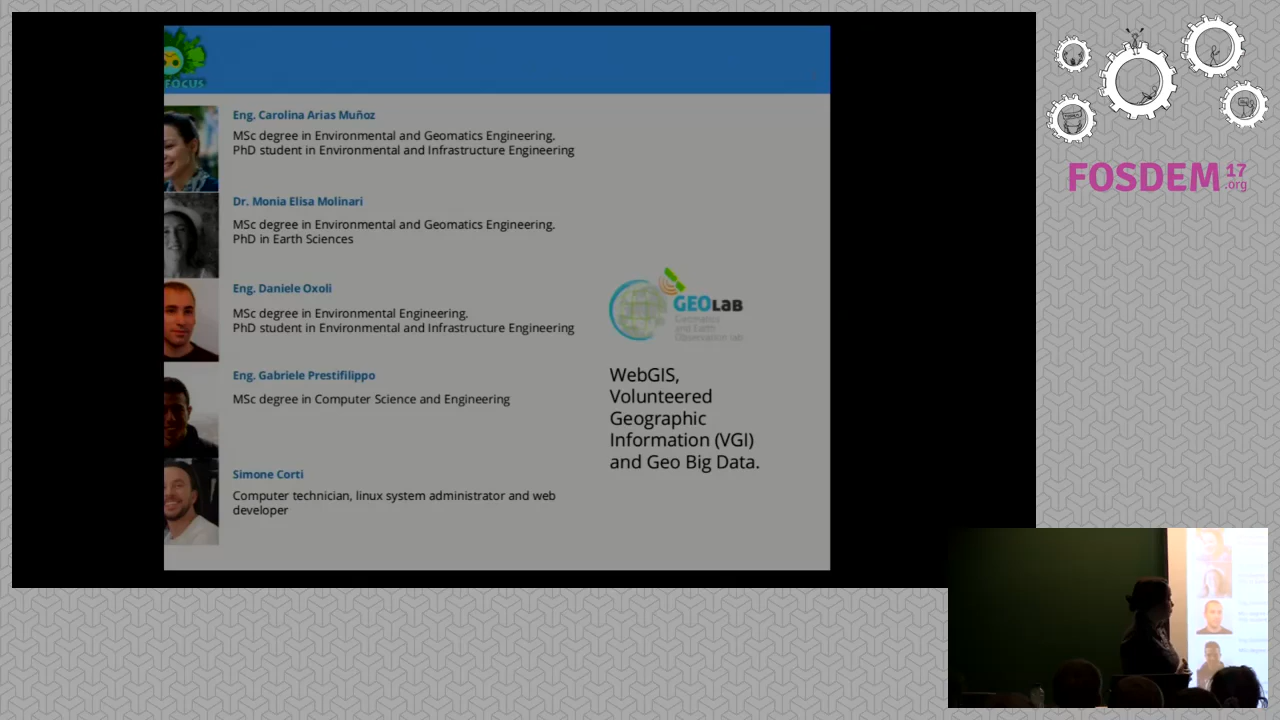 FOCUS
Eng. Carolina Arias Muñoz
MSc degree in Environmental and Geomatics Engineering.
PhD student in Environmental and Infrastructure Engineering
Dr. Monia Elisa Molinari
MSc degree in Environmental and Geomatics Engineering.
PhD in Earth Sciences
Eng. Daniele Oxoli
MSc degree in Environmental Engineering.
PhD student in Environmental and Infrastructure Engineering
Eng. Gabriele Prestifilippo
MSc degree in Computer Science and Engineering
Simone Corti
Computer technician, linux system administrator and web
developer
GEOLAB
Geomatics
and Earth
Observation lab
WebGIS,
Volunteered
Geographic
Information (VGI)
and Geo Big Data.
FOSDEM 17
.org